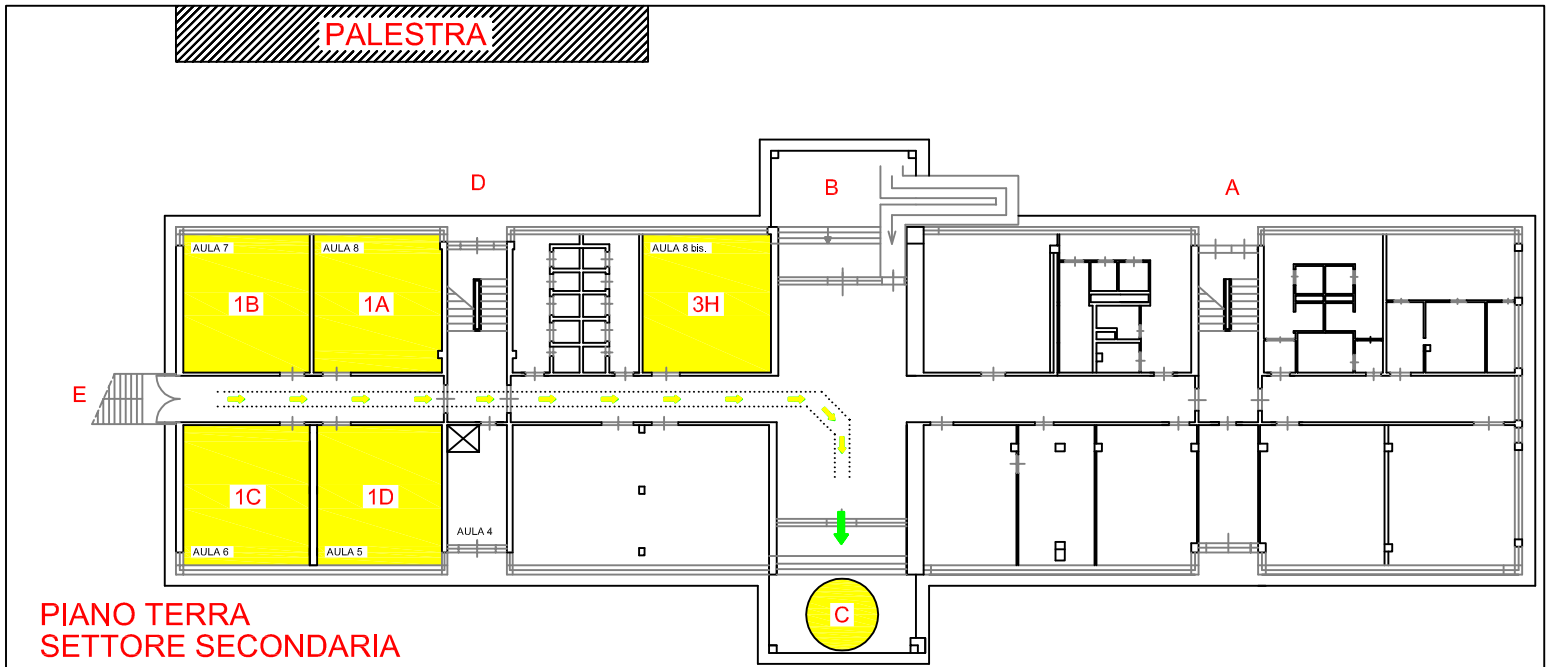 PALESTRA
D
B
A
AULA 7
AULA 8
AULA 8 bis.
1B
1A
3H
E
1C
1D
AULA 4
AULA 6
AULA 5
C
PIANO TERRA
SETTORE SECONDARIA